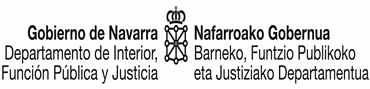 Gobierno de Navarra
Departamento de Interior,
Función Pública y Justicia
Nafarroako Gobernua
Barneko, Funtzio Publikoko
eta Justiziako Departamentua